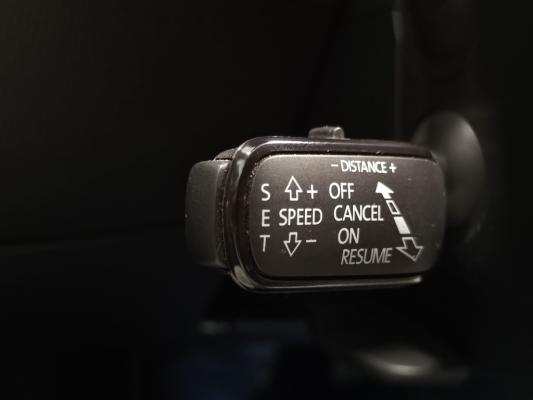 − DISTANCE +
S + OFF
E SPEED CANCEL
T − ON
RESUME